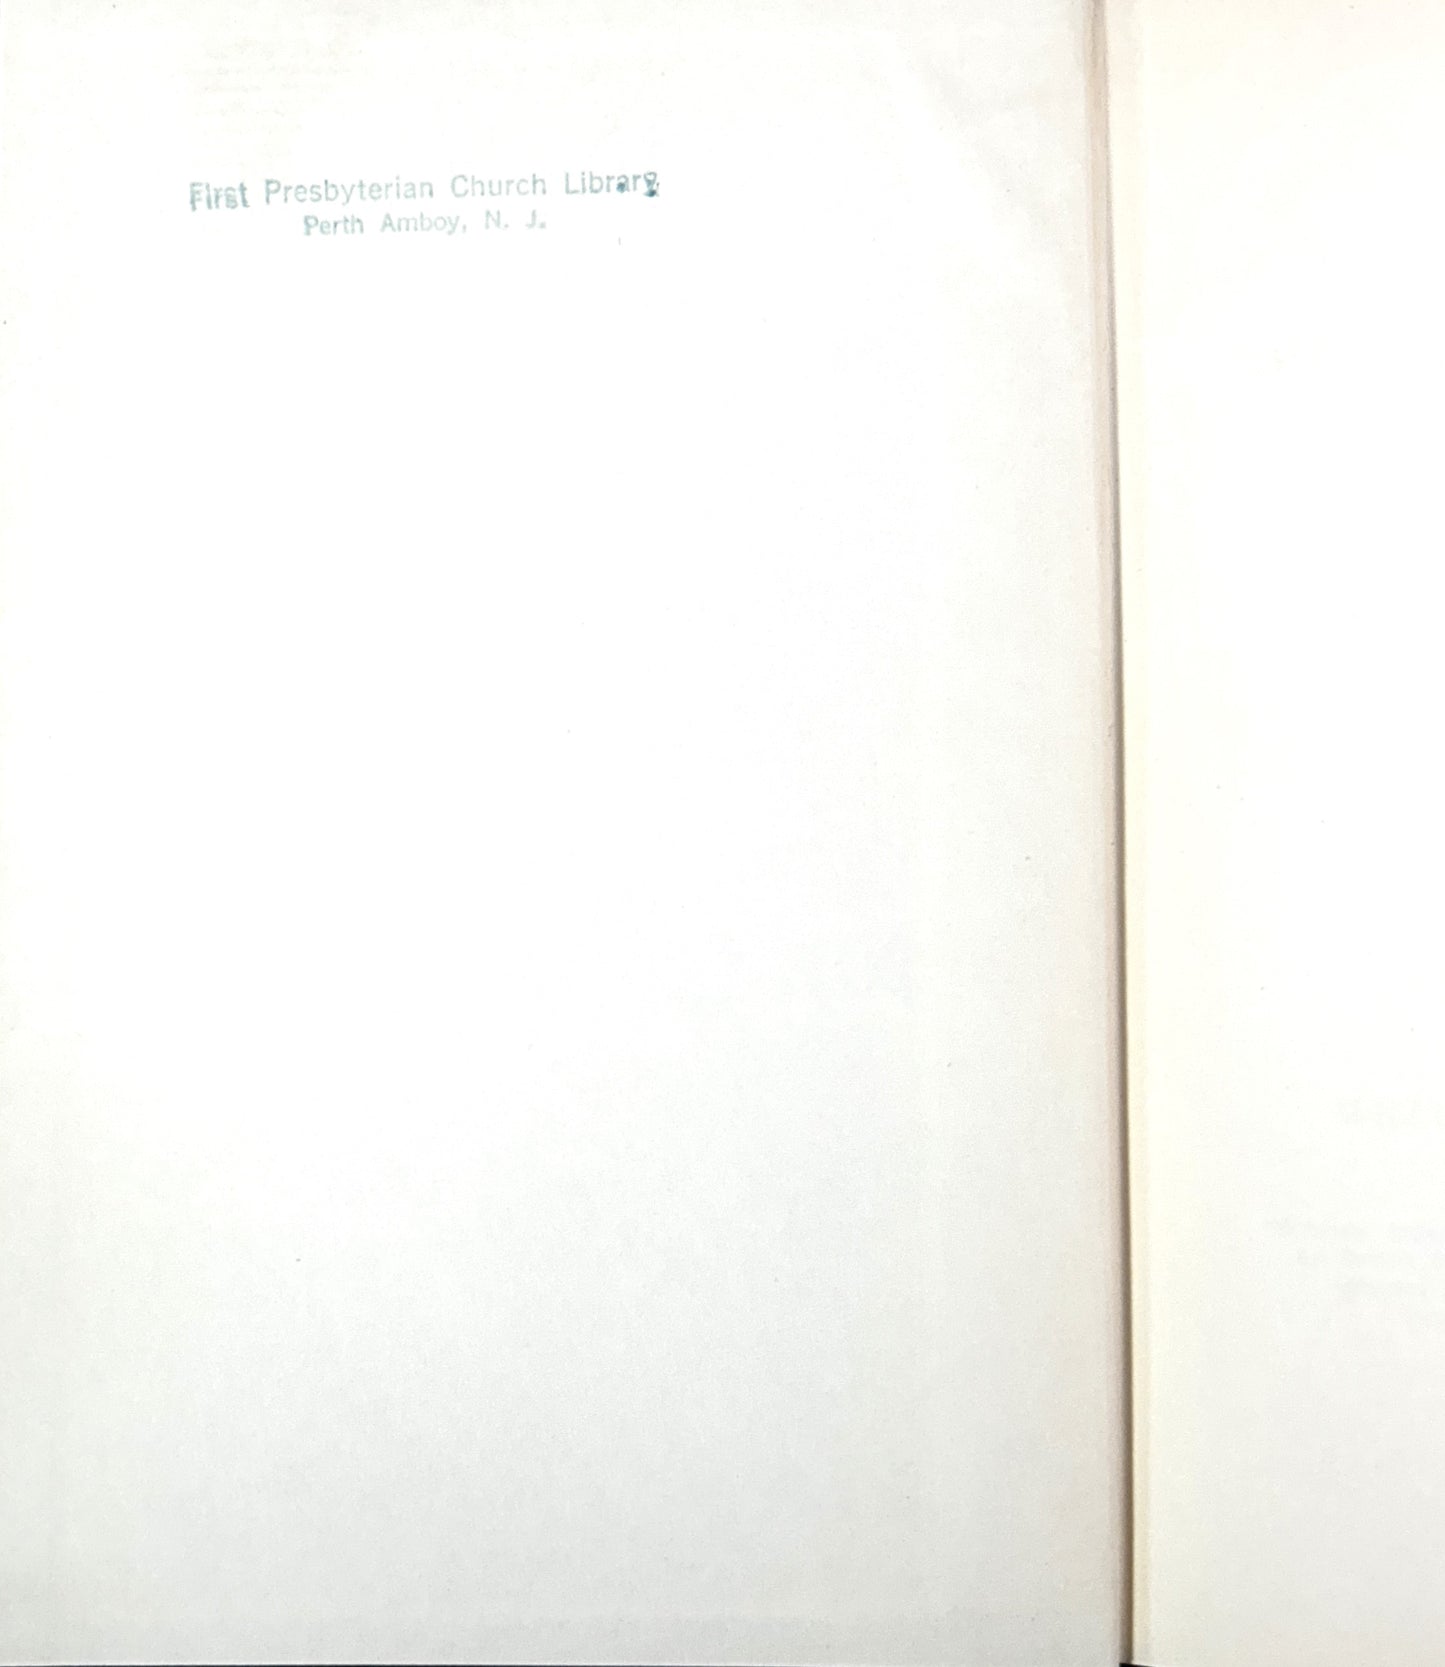 First Presbyterian Church Library
Perth Amboy, N. J.